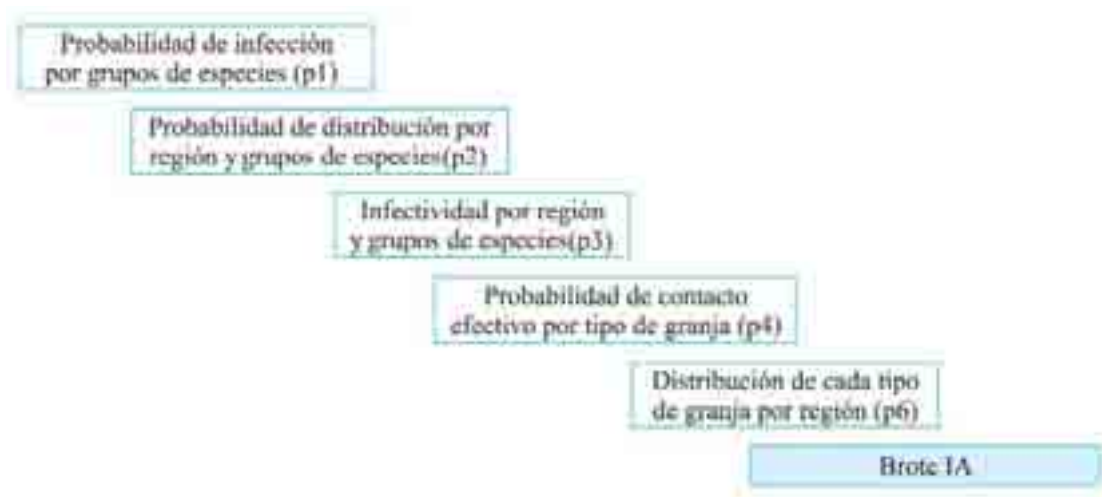 Probabilidad de infección
por grupos de especies (p1)
Probabilidad de distribución por
región y grupos de especies(p2)
Infectividad por región
y grupos de especies(p3)
Probabilidad de contacto
efectivo por tipo de granja (p4)
Distribución de cada tipo
de granja por región (p6)
Brote IA